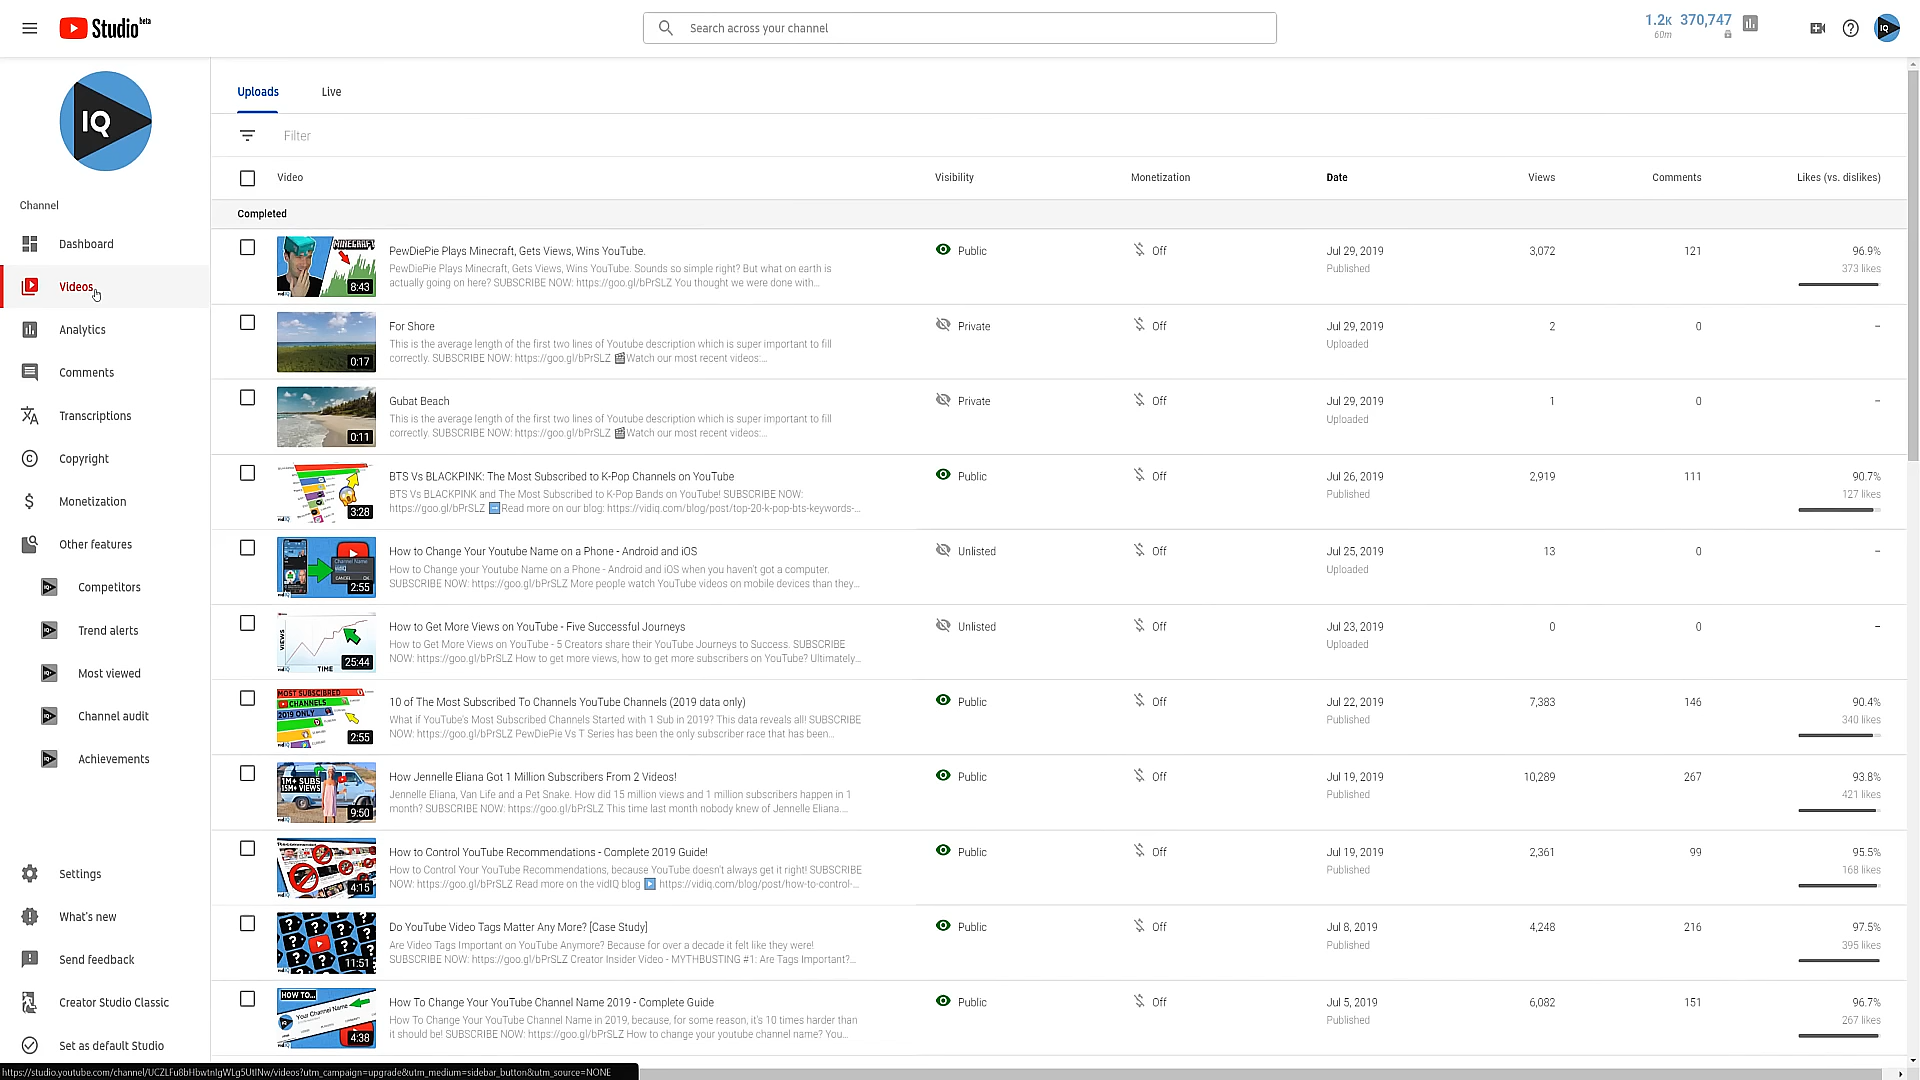 Studio beta
Search across your channel
1.2K 370,747
60m
IQ
IQ
Channel
Dashboard
Videos
Analytics
Comments
Transcriptions
Copyright
Monetization
Other features
Competitors
Trend alerts
Most viewed
Channel audit
Achievements
Settings
What's new
Send feedback
Creator Studio Classic
Set as default Studio
Uploads Live
Filter
Video Visibility Monetization Date Views Comments Likes (vs. dislikes)
Completed
MINECRAFT
8:43
PewDiePie Plays Minecraft, Gets Views, Wins YouTube.
PewDiePie Plays Minecraft, Gets Views, Wins YouTube. Sounds so simple right? But what on earth is
actually going on here? SUBSCRIBE NOW: https://goo.gl/bPrSLZ You thought we were done with...
Public Off Jul 29, 2019 3,072 121 96.9%
Published 373 likes
0:17
For Shore
This is the average length of the first two lines of Youtube description which is super important to fill
correctly. SUBSCRIBE NOW: https://goo.gl/bPrSLZ 🎬Watch our most recent videos:...
Private Off Jul 29, 2019 2 0 –
Uploaded
0:11
Gubat Beach
This is the average length of the first two lines of Youtube description which is super important to fill
correctly. SUBSCRIBE NOW: https://goo.gl/bPrSLZ 🎬Watch our most recent videos:...
Private Off Jul 29, 2019 1 0 –
Uploaded
3:28
BTS Vs BLACKPINK: The Most Subscribed to K-Pop Channels on YouTube
BTS Vs BLACKPINK and The Most Subscribed to K-Pop Bands on YouTube! SUBSCRIBE NOW:
https://goo.gl/bPrSLZ ➡Read more on our blog: https://vidiq.com/blog/post/top-20-k-pop-bts-keywords-...
Public Off Jul 26, 2019 2,919 111 90.7%
Published 127 likes
Channel Name
vidIQ
CANCEL OK
2:55
How to Change Your Youtube Name on a Phone - Android and iOS
How to Change your Youtube Name on a Phone - Android and iOS when you haven't got a computer.
SUBSCRIBE NOW: https://goo.gl/bPrSLZ More people watch YouTube videos on mobile devices than they...
Unlisted Off Jul 25, 2019 13 0 –
Uploaded
VIEWS
TIME
25:44
How to Get More Views on YouTube - Five Successful Journeys
How to Get More Views on YouTube - 5 Creators share their YouTube Journeys to Success. SUBSCRIBE
NOW: https://goo.gl/bPrSLZ How to get more views, how to get more subscribers on YouTube? Ultimately...
Unlisted Off Jul 23, 2019 0 0 –
Uploaded
MOST SUBSCRIBED
CHANNELS
2019 ONLY
2:55
10 of The Most Subscribed To Channels YouTube Channels (2019 data only)
What if YouTube's Most Subscribed Channels Started with 1 Sub in 2019? This data reveals all! SUBSCRIBE
NOW: https://goo.gl/bPrSLZ PewDiePie Vs T Series has been the only subscriber race that has been...
Public Off Jul 22, 2019 7,383 146 90.4%
Published 340 likes
1M+ SUBS
15M+ VIEWS
9:50
How Jennelle Eliana Got 1 Million Subscribers From 2 Videos!
Jennelle Eliana, Van Life and a Pet Snake. How did 15 million views and 1 million subscribers happen in 1
month? SUBSCRIBE NOW: https://goo.gl/bPrSLZ This time last month nobody knew of Jennelle Eliana....
Public Off Jul 19, 2019 10,289 267 93.8%
Published 421 likes
Recommended
4:15
How to Control YouTube Recommendations - Complete 2019 Guide!
How to Control Your YouTube Recommendations, because YouTube doesn't always get it right! SUBSCRIBE
NOW: https://goo.gl/bPrSLZ Read more on the vidIQ blog ▶ https://vidiq.com/blog/post/how-to-control-...
Public Off Jul 19, 2019 2,361 99 95.5%
Published 168 likes
11:51
Do YouTube Video Tags Matter Any More? [Case Study]
Are Video Tags Important on YouTube Anymore? Because for over a decade it felt like they were!
SUBSCRIBE NOW: https://goo.gl/bPrSLZ Creator Insider Video - MYTHBUSTING #1: Are Tags Important?...
Public Off Jul 8, 2019 4,248 216 97.5%
Published 395 likes
HOW TO...
Your Channel Name
4:38
How To Change Your YouTube Channel Name 2019 - Complete Guide
How To Change Your YouTube Channel Name in 2019, because, for some reason, it's 10 times harder than
it should be! SUBSCRIBE NOW: https://goo.gl/bPrSLZ How to change your youtube channel name? You...
Public Off Jul 5, 2019 6,082 151 96.7%
Published 267 likes
https://studio.youtube.com/channel/UCZLFu8bHbwtnIgWLg5UtINw/videos?utm_campaign=upgrade&utm_medium=sidebar_button&utm_source=NONE